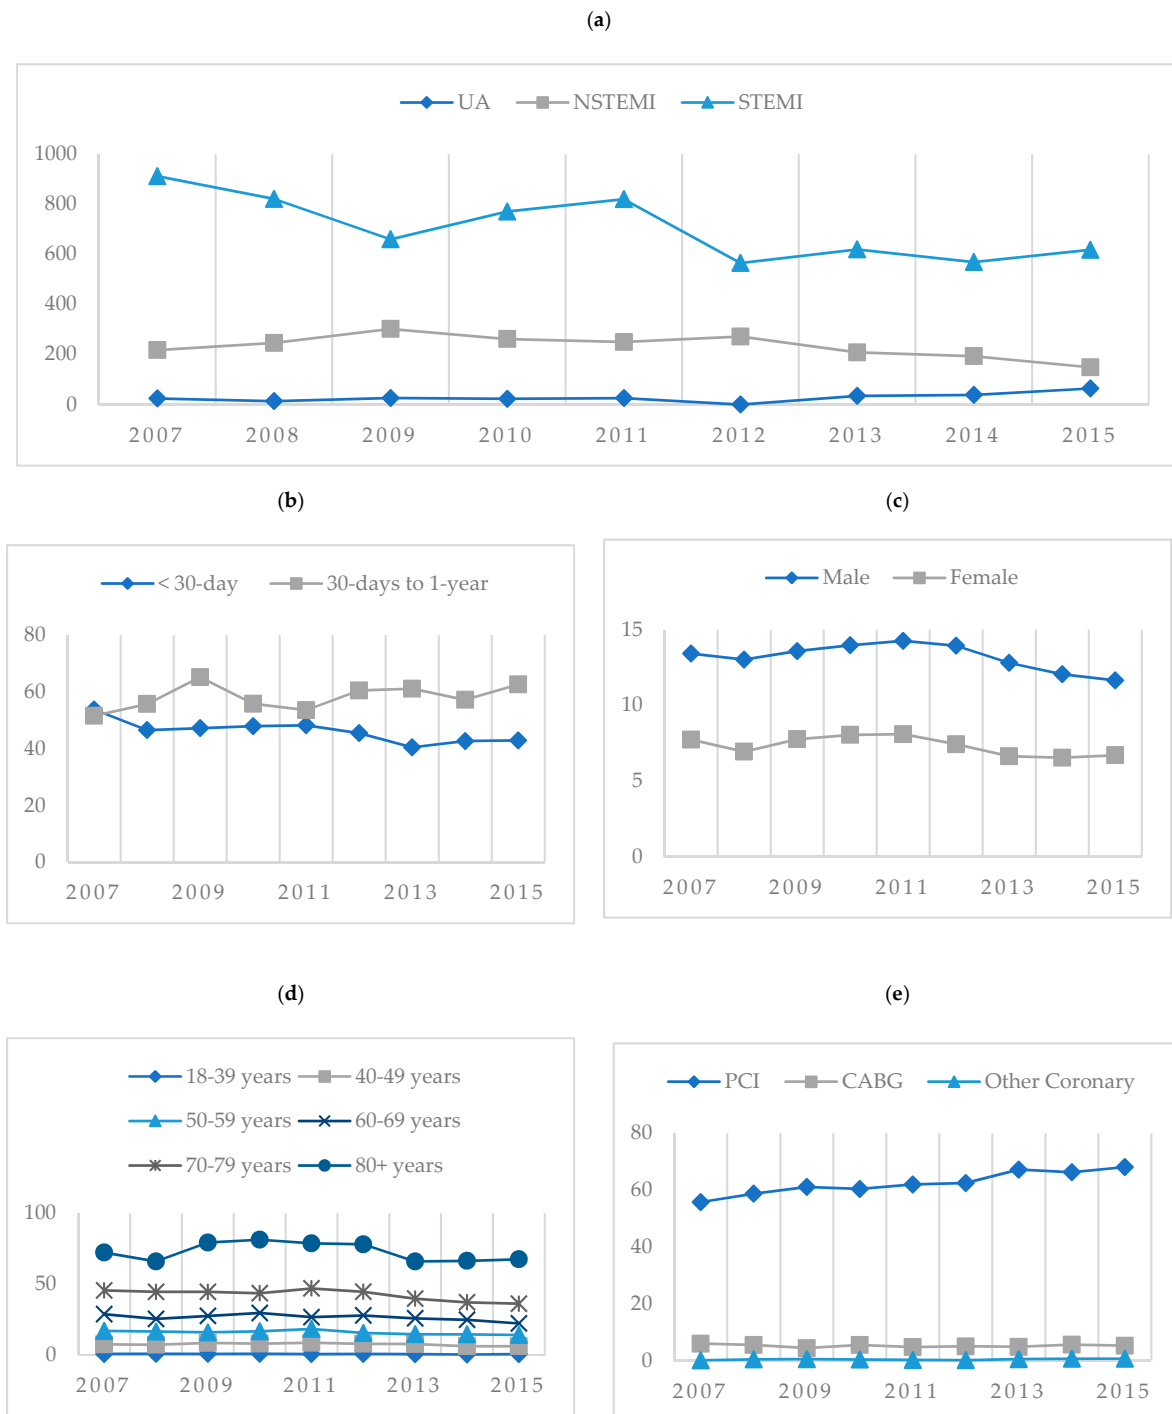 (a)
UA NSTEMI STEMI
1000
800
600
400
200
0
2007 2008 2009 2010 2011 2012 2013 2014 2015
(b)
< 30-day 30-days to 1-year
80
60
40
20
0
2007 2009 2011 2013 2015
(c)
Male Female
15
10
5
0
2007 2009 2011 2013 2015
(d)
18-39 years 40-49 years
50-59 years 60-69 years
70-79 years 80+ years
100
50
0
2007 2009 2011 2013 2015
(e)
PCI CABG Other Coronary
80
60
40
20
0
2007 2009 2011 2013 2015